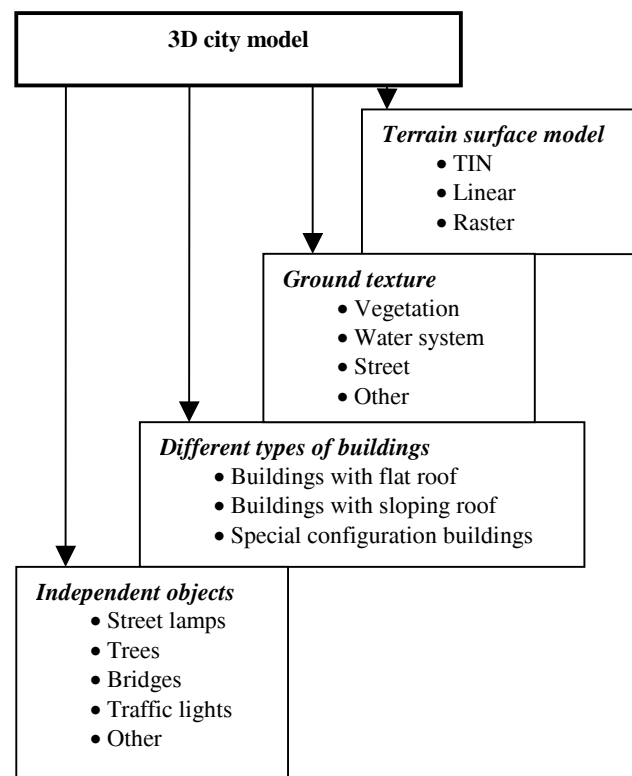 3D city model
Terrain surface model
• TIN
• Linear
• Raster
Ground texture
• Vegetation
• Water system
• Street
• Other
Different types of buildings
• Buildings with flat roof
• Buildings with sloping roof
• Special configuration buildings
Independent objects
• Street lamps
• Trees
• Bridges
• Traffic lights
• Other